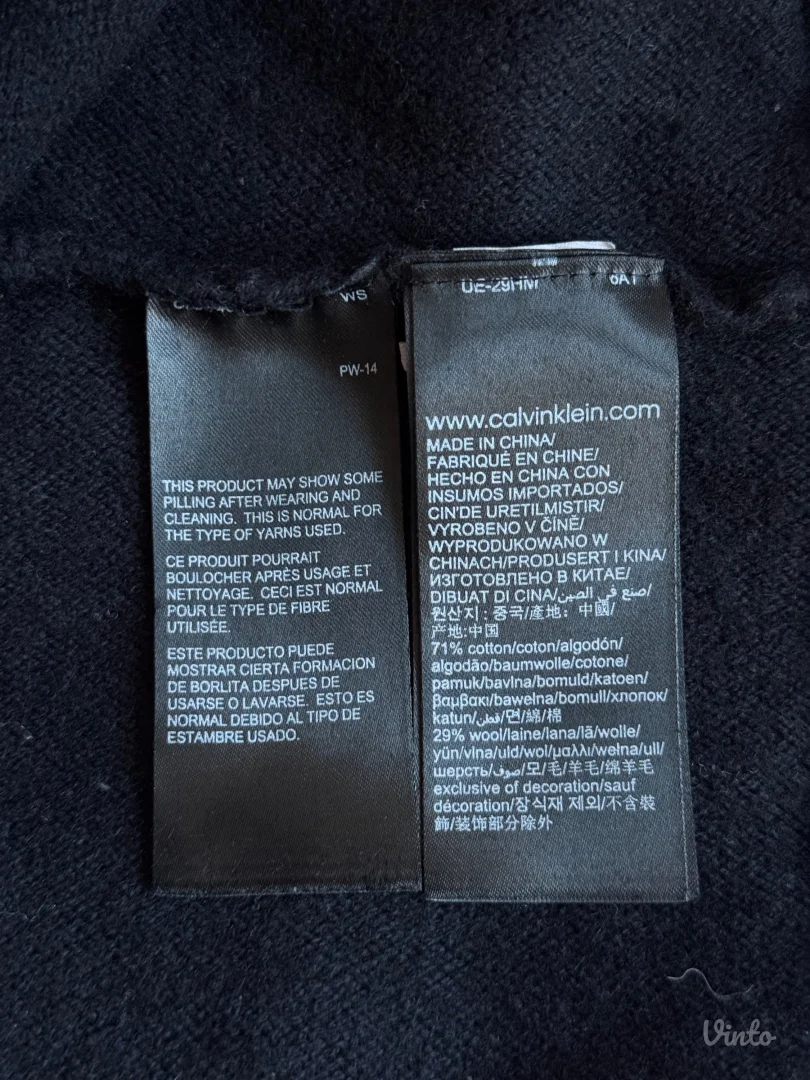 WS
PW-14
THIS PRODUCT MAY SHOW SOME
PILLING AFTER WEARING AND
CLEANING. THIS IS NORMAL FOR
THE TYPE OF YARNS USED.
CE PRODUIT POURRAIT
BOULOCHER APRÈS USAGE ET
NETTOYAGE. CECI EST NORMAL
POUR LE TYPE DE FIBRE
UTILISÉE.
ESTE PRODUCTO PUEDE
MOSTRAR CIERTA FORMACION
DE BORLITA DESPUES DE
USARSE O LAVARSE. ESTO ES
NORMAL DEBIDO AL TIPO DE
ESTAMBRE USADO.
www.calvinklein.com
MADE IN CHINA/
FABRIQUÉ EN CHINE/
HECHO EN CHINA CON
INSUMOS IMPORTADOS/
CIN'DE URETILMISTIR/
VYROBENO V ČÍNĚ/
WYPRODUKOWANO W
CHINACH/PRODUSERT I KINA/
ИЗГОТОВЛЕНО В КИТАЕ/
DIBUAT DI CINA/صنع في الصين/
원산지 : 중국/產地: 中國/
产地:中国
71% cotton/coton/algodón/
algodão/baumwolle/cotone/
pamuk/bavlna/bomuld/katoen/
βαμβακι/bawełna/bomull/хлопок/
katun/قطن/면/綿/棉
29% wool/laine/lana/lã/wolle/
yün/vlna/uld/wol/μαλλι/wełna/ull/
шерсть/صوف/모/毛/羊毛/绵羊毛
exclusive of decoration/sauf
décoration/장식재 제외/不含裝
飾/装饰部分除外
Vinto